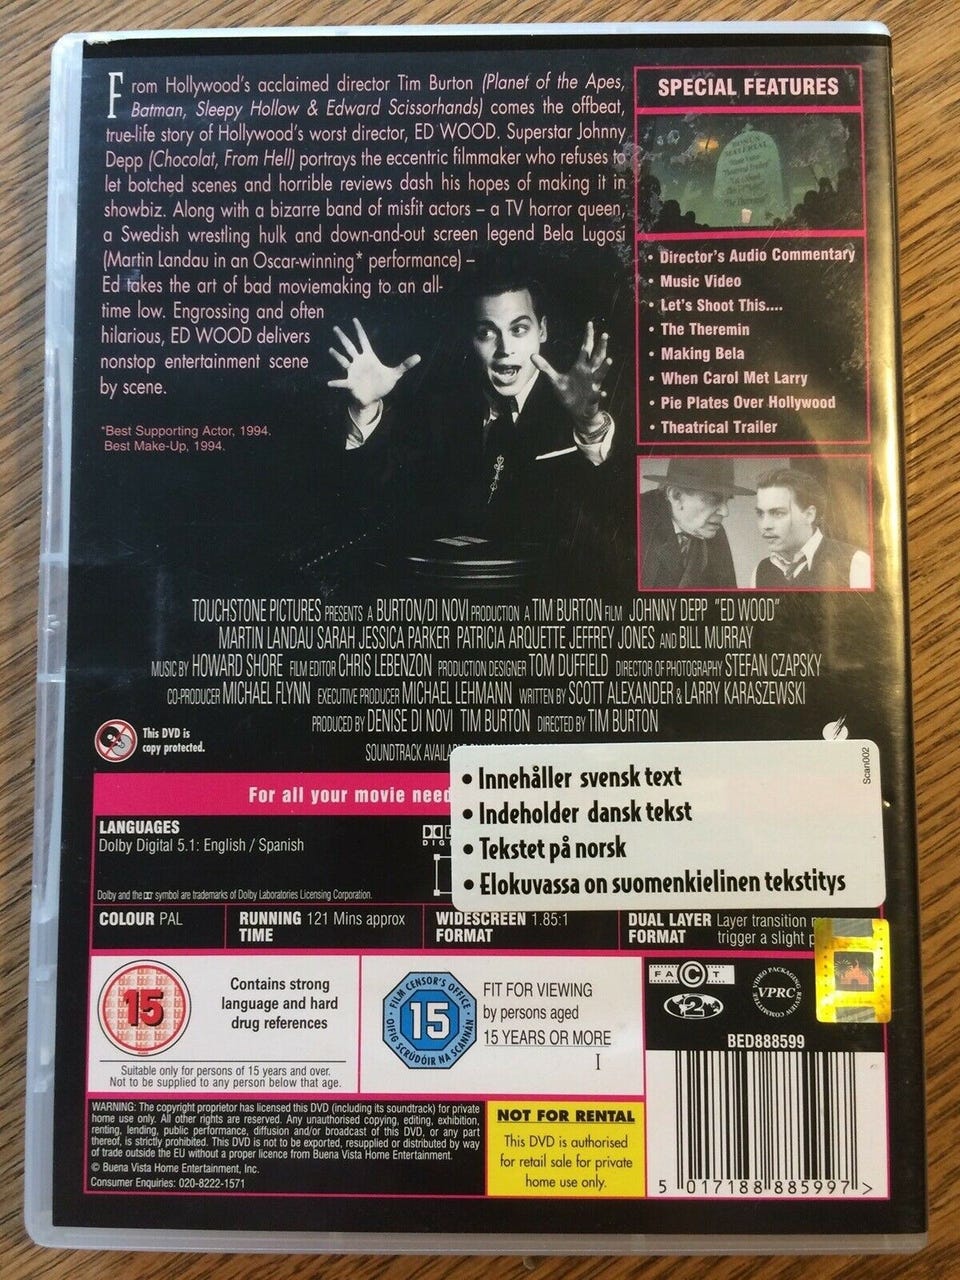 From Hollywood's acclaimed director Tim Burton (Planet of the Apes,
Batman, Sleepy Hollow & Edward Scissorhands) comes the offbeat,
true-life story of Hollywood's worst director, ED WOOD. Superstar Johnny
Depp (Chocolat, From Hell) portrays the eccentric filmmaker who refuses to
let botched scenes and horrible reviews dash his hopes of making it in
showbiz. Along with a bizarre band of misfit actors – a TV horror queen,
a Swedish wrestling hulk and down-and-out screen legend Bela Lugosi
(Martin Landau in an Oscar-winning* performance) –
Ed takes the art of bad moviemaking to an all-
time low. Engrossing and often
hilarious, ED WOOD delivers
nonstop entertainment scene
by scene.
*Best Supporting Actor, 1994.
Best Make-Up, 1994.
SPECIAL FEATURES
BONUS
MATERIAL
• Director's Audio Commentary
• Music Video
• Let's Shoot This....
• The Theremin
• Making Bela
• When Carol Met Larry
• Pie Plates Over Hollywood
• Theatrical Trailer
TOUCHSTONE PICTURES PRESENTS A BURTON/DI NOVI PRODUCTION A TIM BURTON FILM JOHNNY DEPP "ED WOOD"
MARTIN LANDAU SARAH JESSICA PARKER PATRICIA ARQUETTE JEFFREY JONES AND BILL MURRAY
MUSIC BY HOWARD SHORE FILM EDITOR CHRIS LEBENZON PRODUCTION DESIGNER TOM DUFFIELD DIRECTOR OF PHOTOGRAPHY STEFAN CZAPSKY
CO-PRODUCER MICHAEL FLYNN EXECUTIVE PRODUCER MICHAEL LEHMANN WRITTEN BY SCOTT ALEXANDER & LARRY KARASZEWSKI
PRODUCED BY DENISE DI NOVI TIM BURTON DIRECTED BY TIM BURTON
SOUNDTRACK AVAILA
This DVD is
copy protected.
Scan002
• Innehåller svensk text
• Indeholder dansk tekst
• Tekstet på norsk
• Elokuvassa on suomenkielinen tekstitys
For all your movie need
LANGUAGES
Dolby Digital 5.1: English / Spanish
DIG
Dolby and the symbol are trademarks of Dolby Laboratories Licensing Corporation.
COLOUR PAL
RUNNING TIME 121 Mins approx
WIDESCREEN FORMAT 1.85:1
DUAL LAYER FORMAT Layer transition
trigger a slight
15
Contains strong
language and hard
drug references
Suitable only for persons of 15 years and over.
Not to be supplied to any person below that age.
FILM CENSOR'S OFFICE
15
OIFIG SCRÚDÓIR NA SCANNÁN
FIT FOR VIEWING
by persons aged
15 YEARS OR MORE
I
FACT
2
VIDEO PACKAGING REVIEW COMMITTEE
VPRC
BED888599
WARNING: The copyright proprietor has licensed this DVD (including its soundtrack) for private
home use only. All other rights are reserved. Any unauthorised copying, editing, exhibition,
renting, lending, public performance, diffusion and/or broadcast of this DVD, or any part
thereof, is strictly prohibited. This DVD is not to be exported, resupplied or distributed by way
of trade outside the EU without a proper licence from Buena Vista Home Entertainment.
© Buena Vista Home Entertainment, Inc.
Consumer Enquiries: 020-8222-1571
NOT FOR RENTAL
This DVD is authorised
for retail sale for private
home use only.
5 017188 885997 >